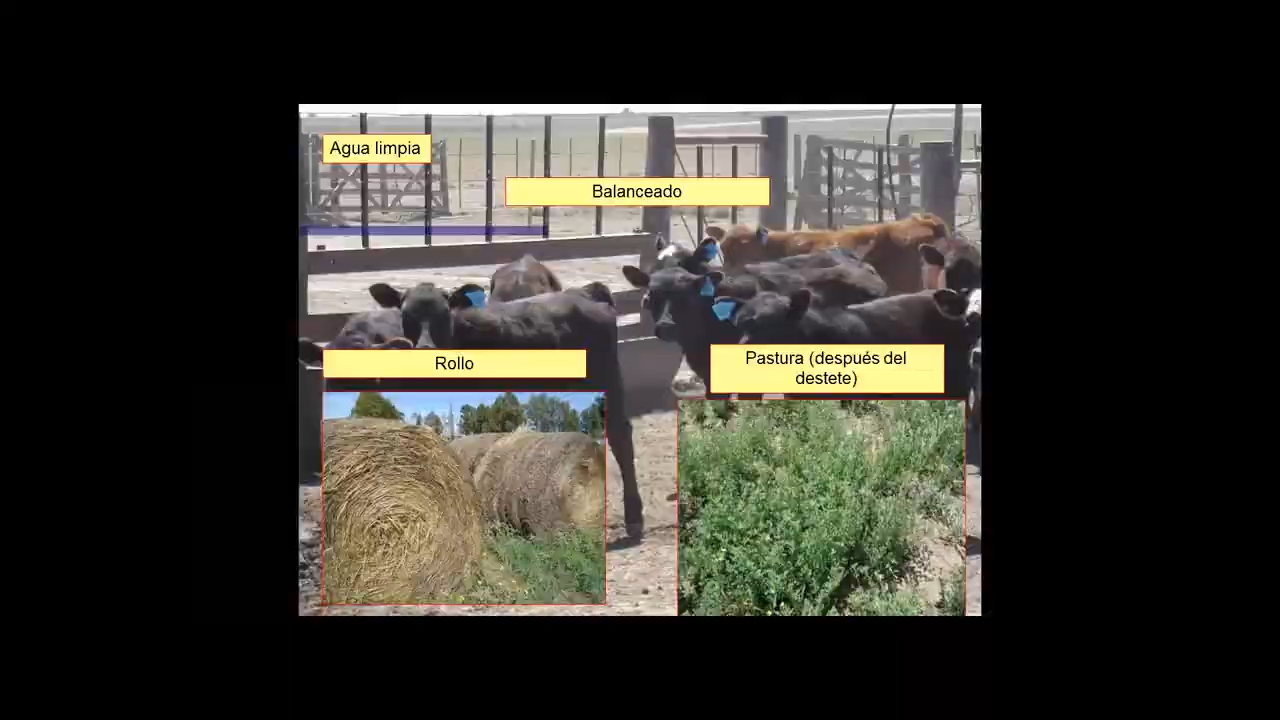 Agua limpia
Balanceado
Rollo
Pastura (después del
destete)